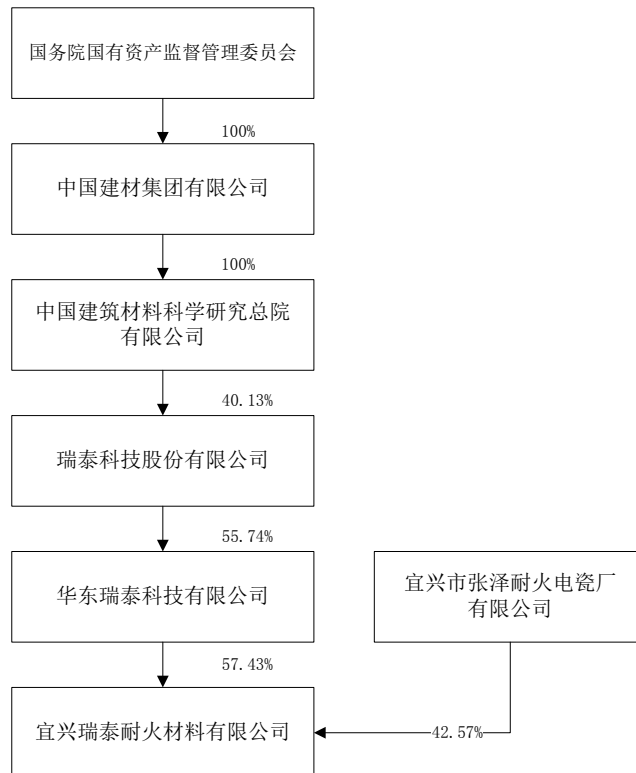 国务院国有资产监督管理委员会
100%
中国建材集团有限公司
100%
中国建筑材料科学研究总院
有限公司
40.13%
瑞泰科技股份有限公司
55.74%
华东瑞泰科技有限公司
宜兴市张泽耐火电瓷厂
有限公司
57.43%
宜兴瑞泰耐火材料有限公司
42.57%